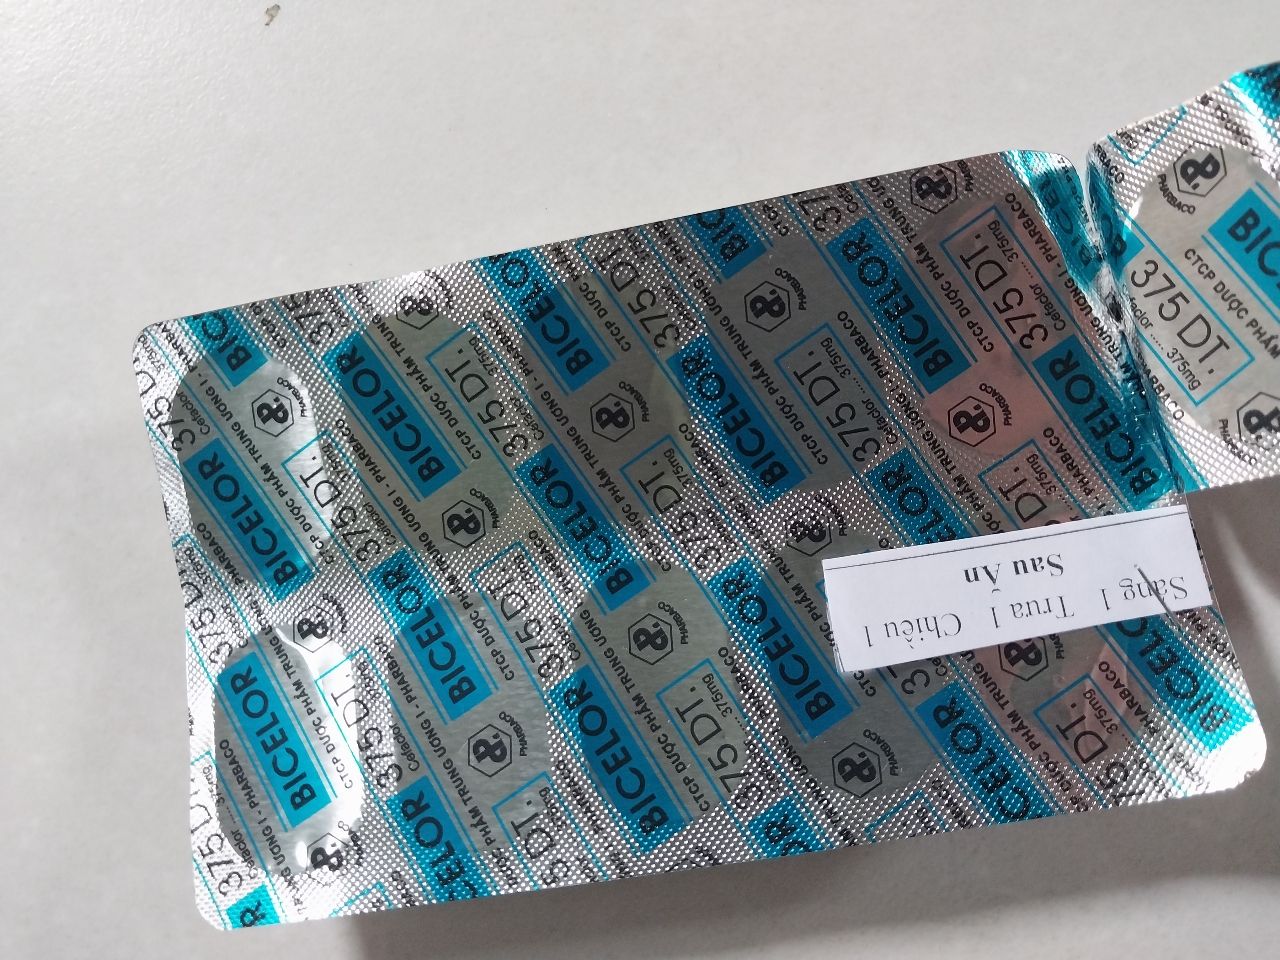 BICELOR
375 DT.
Cefaclor ..... 375mg
CTCP DƯỢC PHẨM TRUNG ƯƠNG I - PHARBACO
PHARBACO
Sáng 1 Trưa 1 Chiều 1
Sau Ăn